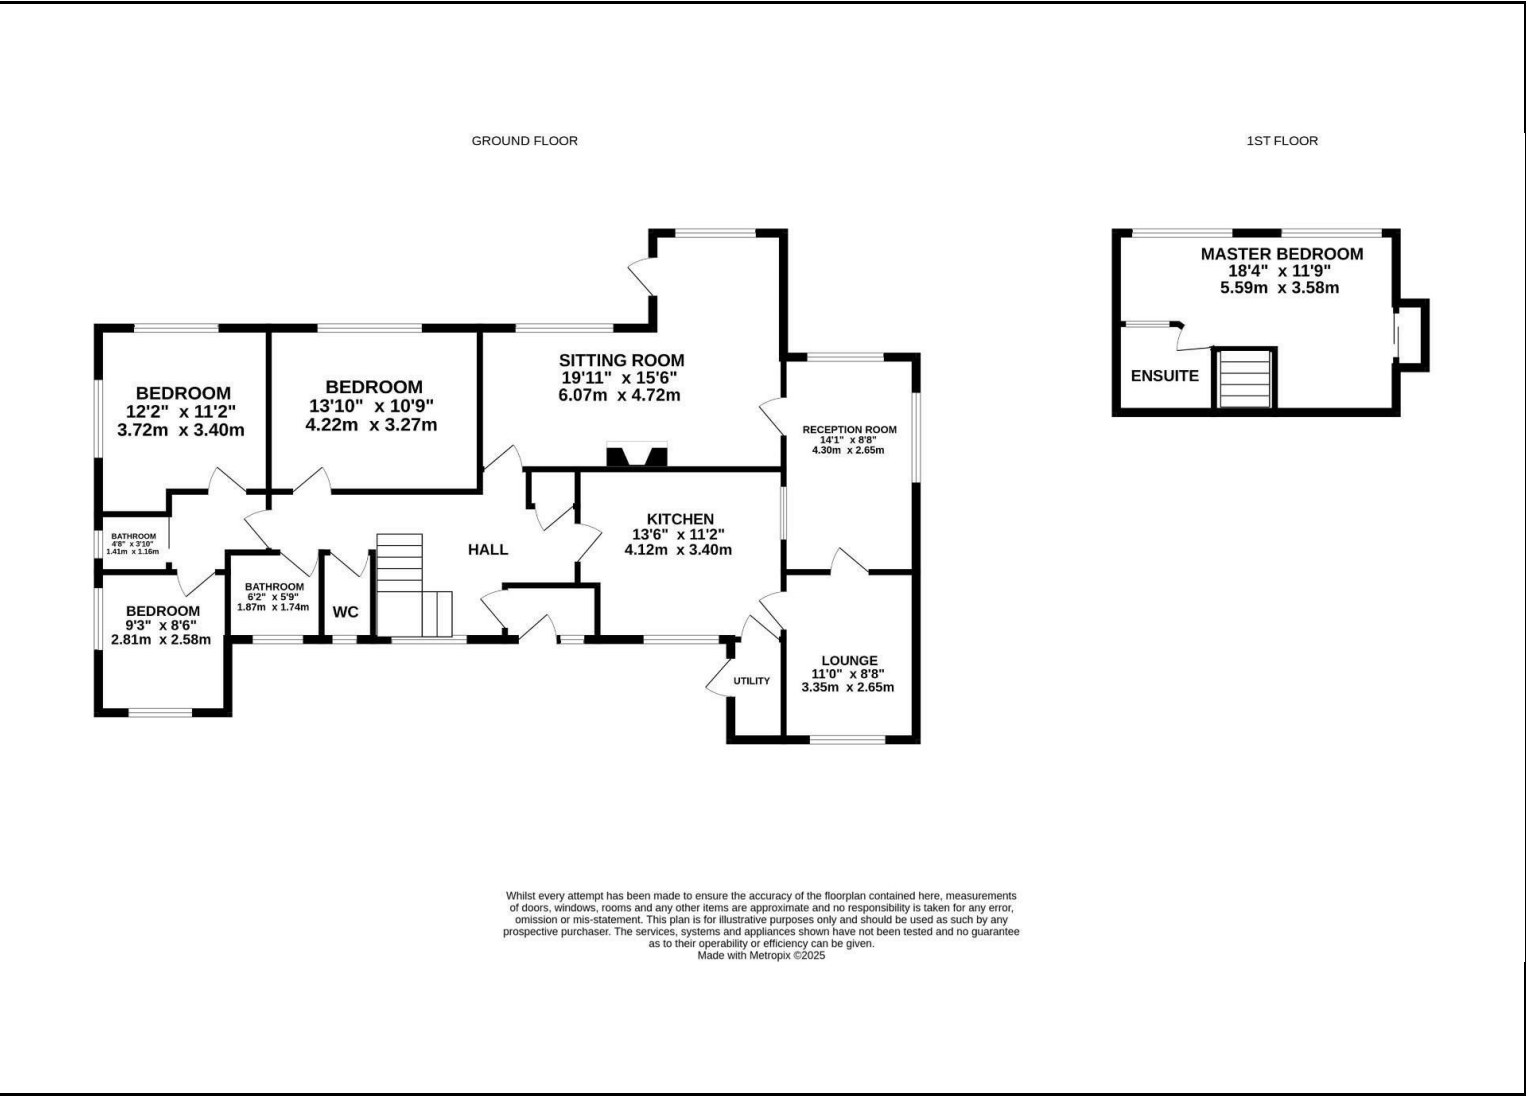 GROUND FLOOR
1ST FLOOR
MASTER BEDROOM
18'4" x 11'9"
5.59m x 3.58m
ENSUITE
SITTING ROOM
19'11" x 15'6"
6.07m x 4.72m
BEDROOM
12'2" x 11'2"
3.72m x 3.40m
BEDROOM
13'10" x 10'9"
4.22m x 3.27m
RECEPTION ROOM
14'1" x 8'8"
4.30m x 2.65m
KITCHEN
13'6" x 11'2"
4.12m x 3.40m
BATHROOM
4'8" x 3'10"
1.41m x 1.16m
HALL
BATHROOM
6'2" x 5'9"
1.87m x 1.74m
WC
BEDROOM
9'3" x 8'6"
2.81m x 2.58m
LOUNGE
11'0" x 8'8"
3.35m x 2.65m
UTILITY
Whilst every attempt has been made to ensure the accuracy of the floorplan contained here, measurements
of doors, windows, rooms and any other items are approximate and no responsibility is taken for any error,
omission or mis-statement. This plan is for illustrative purposes only and should be used as such by any
prospective purchaser. The services, systems and appliances shown have not been tested and no guarantee
as to their operability or efficiency can be given.
Made with Metropix ©2025